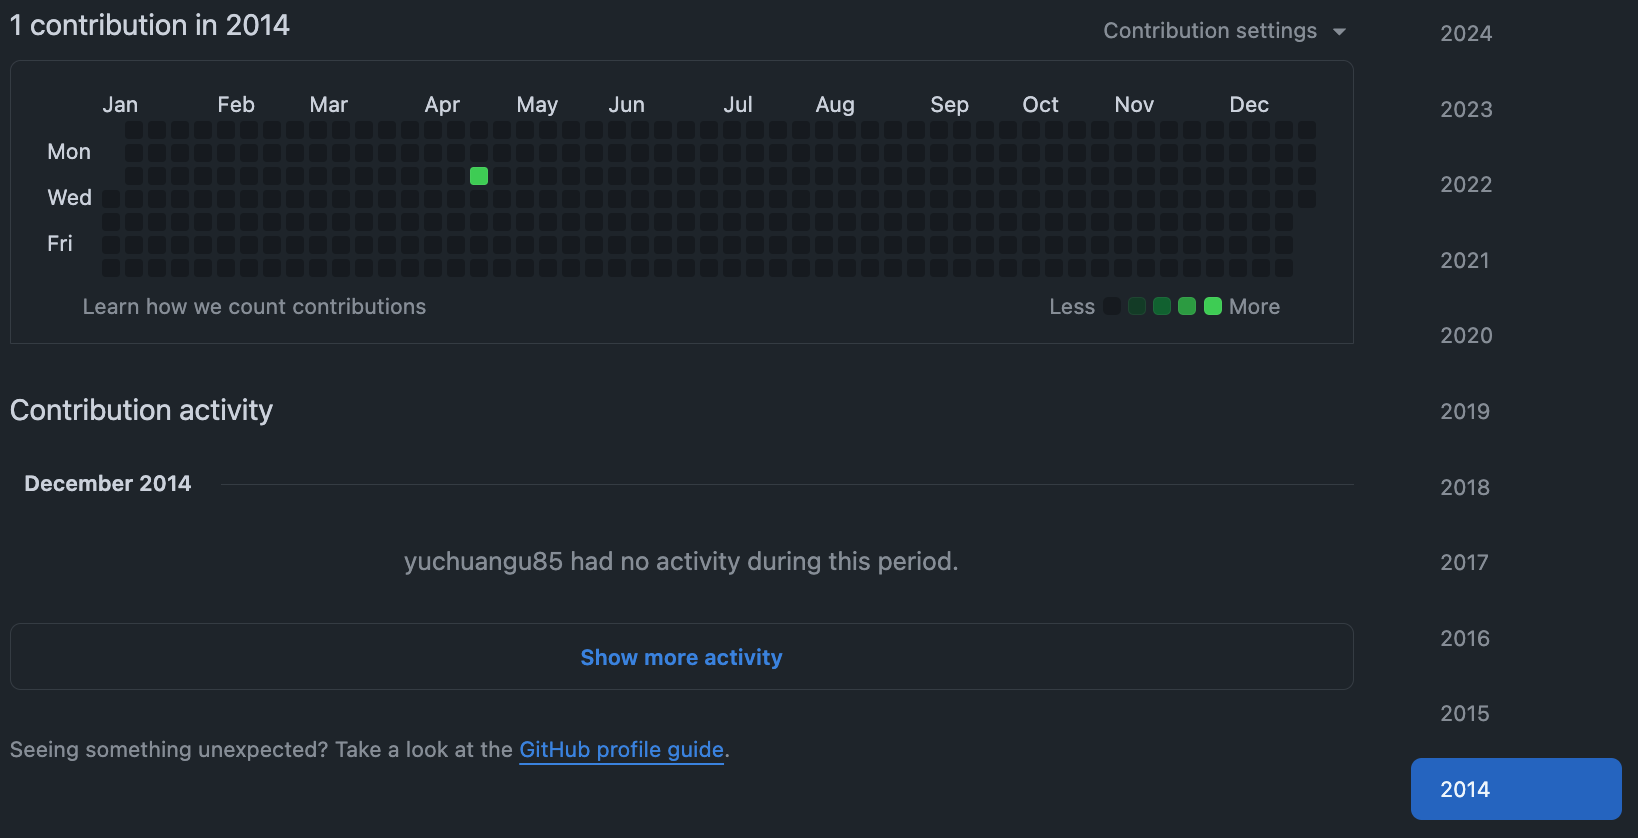 1 contribution in 2014
Contribution settings
Jan Feb Mar Apr May Jun Jul Aug Sep Oct Nov Dec
Mon
Wed
Fri
Learn how we count contributions
Less More
Contribution activity
December 2014
yuchuangu85 had no activity during this period.
Show more activity
Seeing something unexpected? Take a look at the GitHub profile guide.
2024
2023
2022
2021
2020
2019
2018
2017
2016
2015
2014